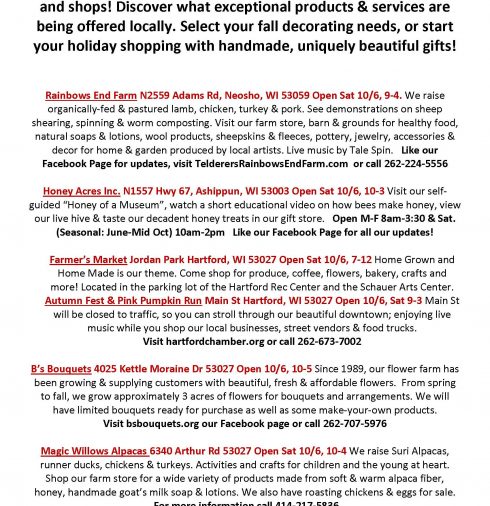 and shops! Discover what exceptional products & services are
being offered locally. Select your fall decorating needs, or start
your holiday shopping with handmade, uniquely beautiful gifts!
Rainbows End Farm N2559 Adams Rd, Neosho, WI 53059 Open Sat 10/6, 9-4. We raise
organically-fed & pastured lamb, chicken, turkey & pork. See demonstrations on sheep
shearing, spinning & worm composting. Visit our farm store, barn & grounds for healthy food,
natural soaps & lotions, wool products, sheepskins & fleeces, pottery, jewelry, accessories &
decor for home & garden produced by local artists. Live music by Tale Spin. Like our
Facebook Page for updates, visit TelderersRainbowsEndFarm.com or call 262-224-5556
Honey Acres Inc. N1557 Hwy 67, Ashippun, WI 53003 Open Sat 10/6, 10-3 Visit our self-
guided "Honey of a Museum", watch a short educational video on how bees make honey, view
our live hive & taste our decadent honey treats in our gift store. Open M-F 8am-3:30 & Sat.
(Seasonal: June-Mid Oct) 10am-2pm Like our Facebook Page for all our updates!
Farmer's Market Jordan Park Hartford, WI 53027 Open Sat 10/6, 7-12 Home Grown and
Home Made is our theme. Come shop for produce, coffee, flowers, bakery, crafts and
more! Located in the parking lot of the Hartford Rec Center and the Schauer Arts Center.
Autumn Fest & Pink Pumpkin Run Main St Hartford, WI 53027 Open 10/6, Sat 9-3 Main St
will be closed to traffic, so you can stroll through our beautiful downtown; enjoying live
music while you shop our local businesses, street vendors & food trucks.
Visit hartfordchamber.org or call 262-673-7002
B's Bouquets 4025 Kettle Moraine Dr 53027 Open 10/6, 10-5 Since 1989, our flower farm has
been growing & supplying customers with beautiful, fresh & affordable flowers. From spring
to fall, we grow approximately 3 acres of flowers for bouquets and arrangements. We will
have limited bouquets ready for purchase as well as some make-your-own products.
Visit bsbouquets.org our Facebook page or call 262-707-5976
Magic Willows Alpacas 6340 Arthur Rd 53027 Open Sat 10/6, 10-4 We raise Suri Alpacas,
runner ducks, chickens & turkeys. Activities and crafts for children and the young at heart.
Shop our farm store for a wide variety of products made from soft & warm alpaca fiber,
honey, handmade goat's milk soap & lotions. We also have roasting chickens & eggs for sale.
For more information call 414-217-5836